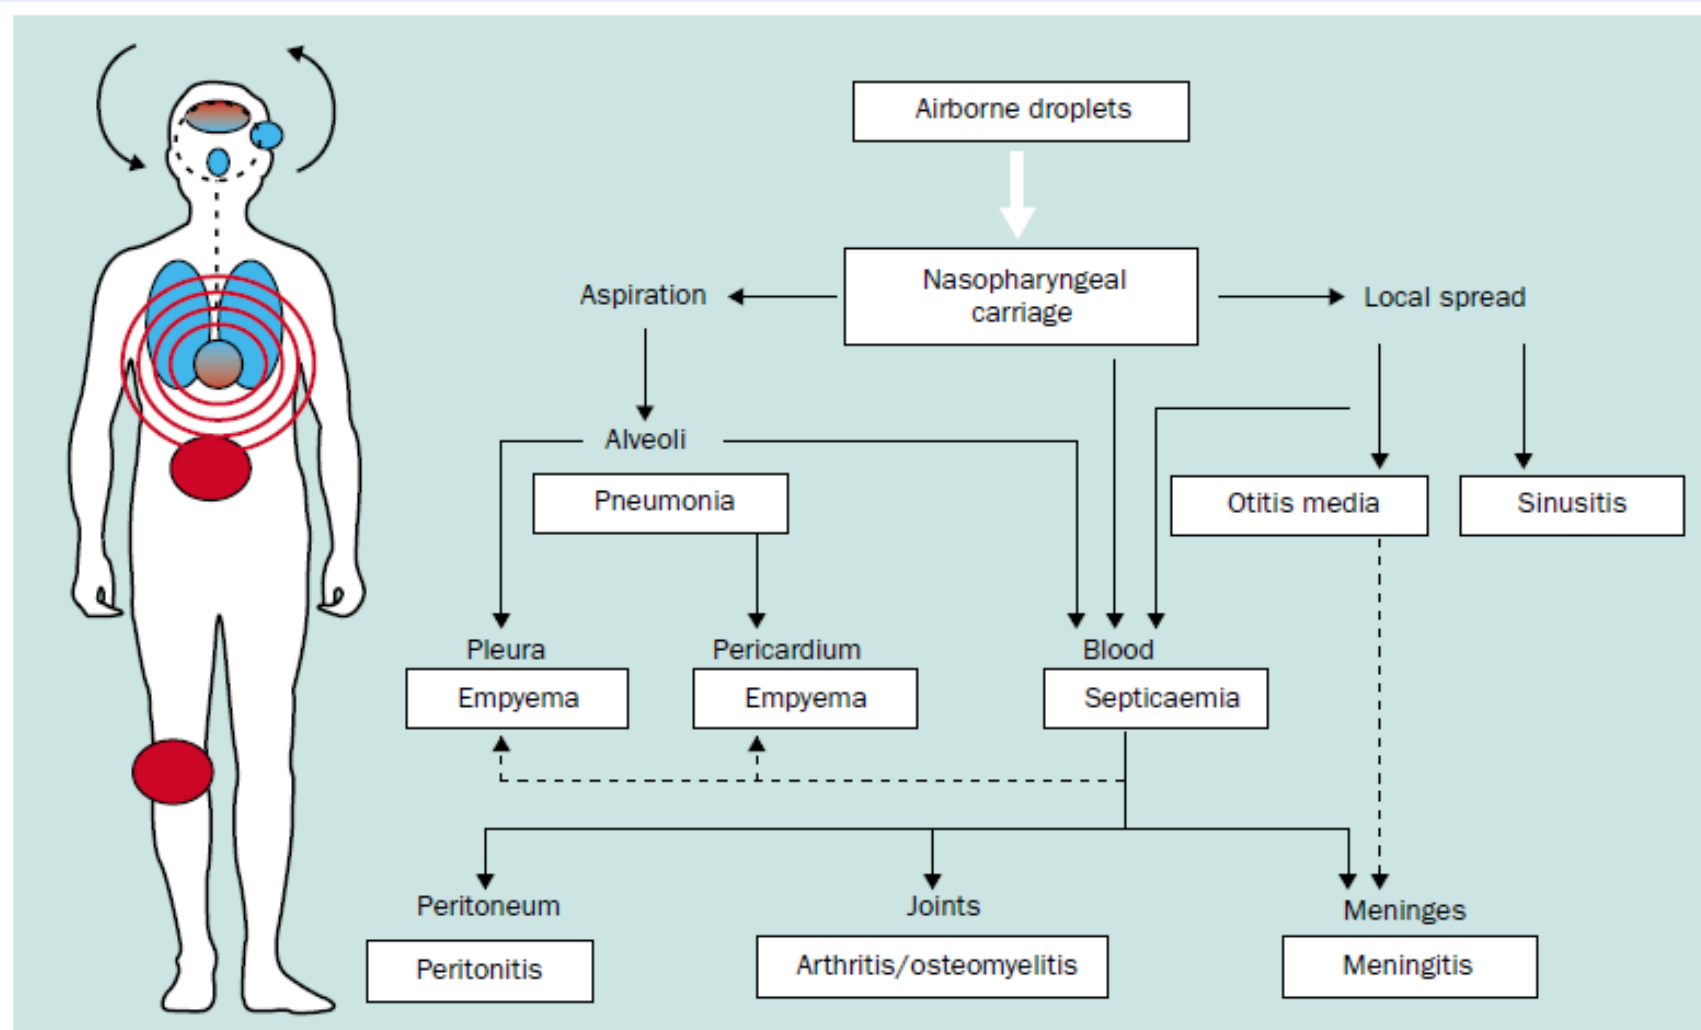 Airborne droplets
Nasopharyngeal
carriage
Aspiration
Local spread
Alveoli
Pneumonia
Otitis media
Sinusitis
Pleura
Pericardium
Blood
Empyema
Empyema
Septicaemia
Peritoneum
Joints
Meninges
Peritonitis
Arthritis/osteomyelitis
Meningitis